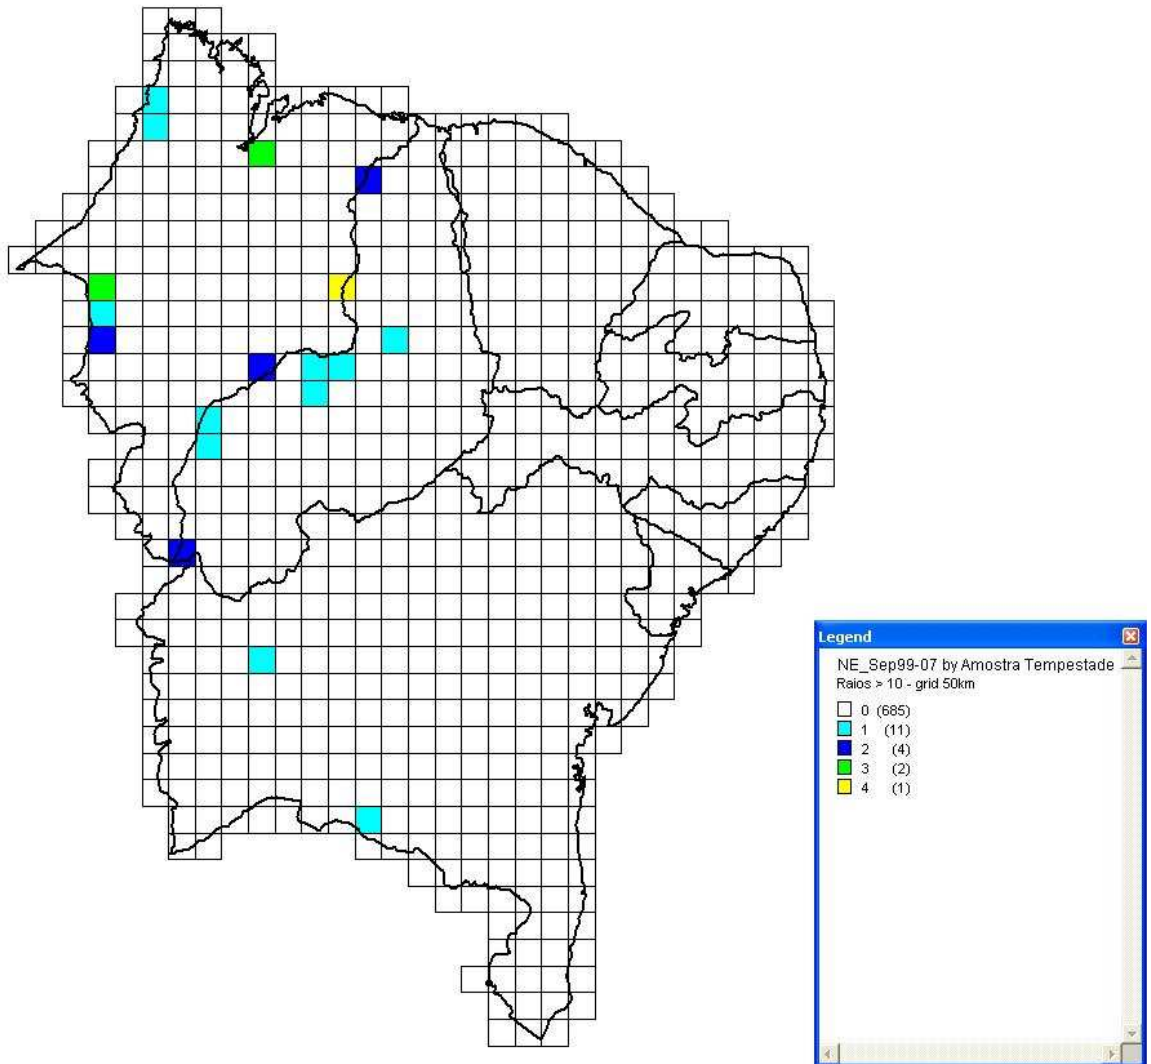 Legend
NE_Sep99-07 by Amostra Tempestade
Raios > 10 - grid 50km
0 (685)
1 (11)
2 (4)
3 (2)
4 (1)